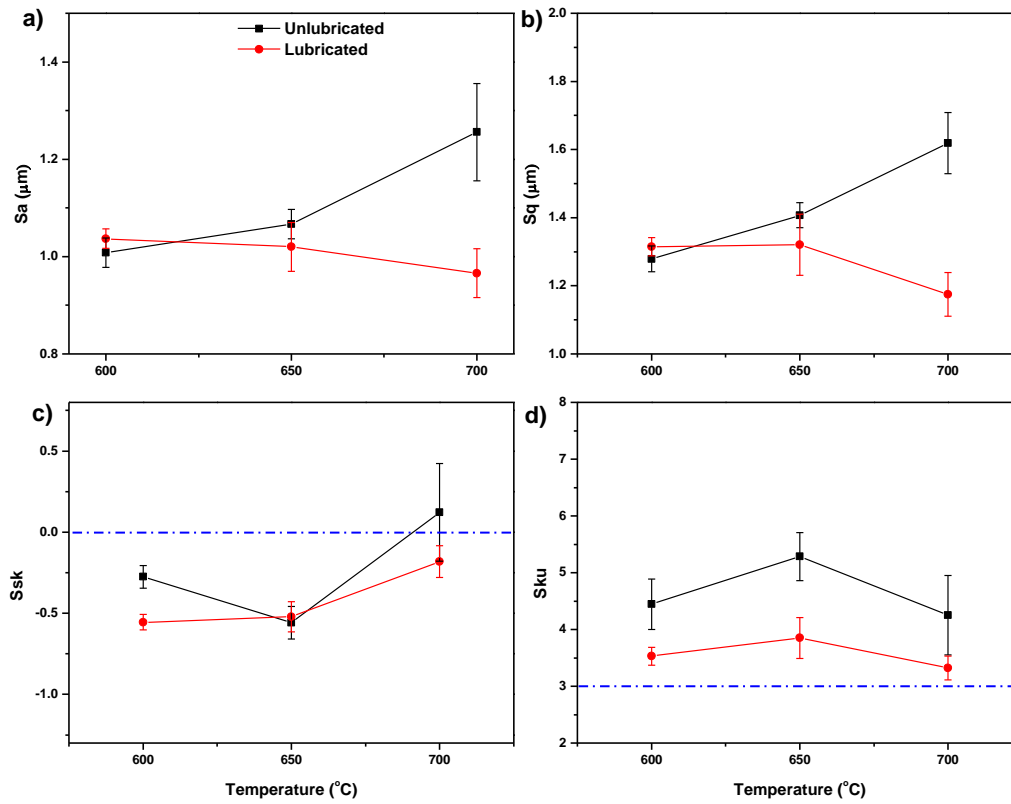 a)
Unlubricated
Lubricated
1.4
1.2
1.0
0.8
Sa (μm)
600
650
700
b)
2.0
1.8
1.6
1.4
1.2
1.0
Sq (μm)
600
650
700
c)
0.5
0.0
-0.5
-1.0
Ssk
600
650
700
Temperature (°C)
d)
8
7
6
5
4
3
2
Sku
600
650
700
Temperature (°C)